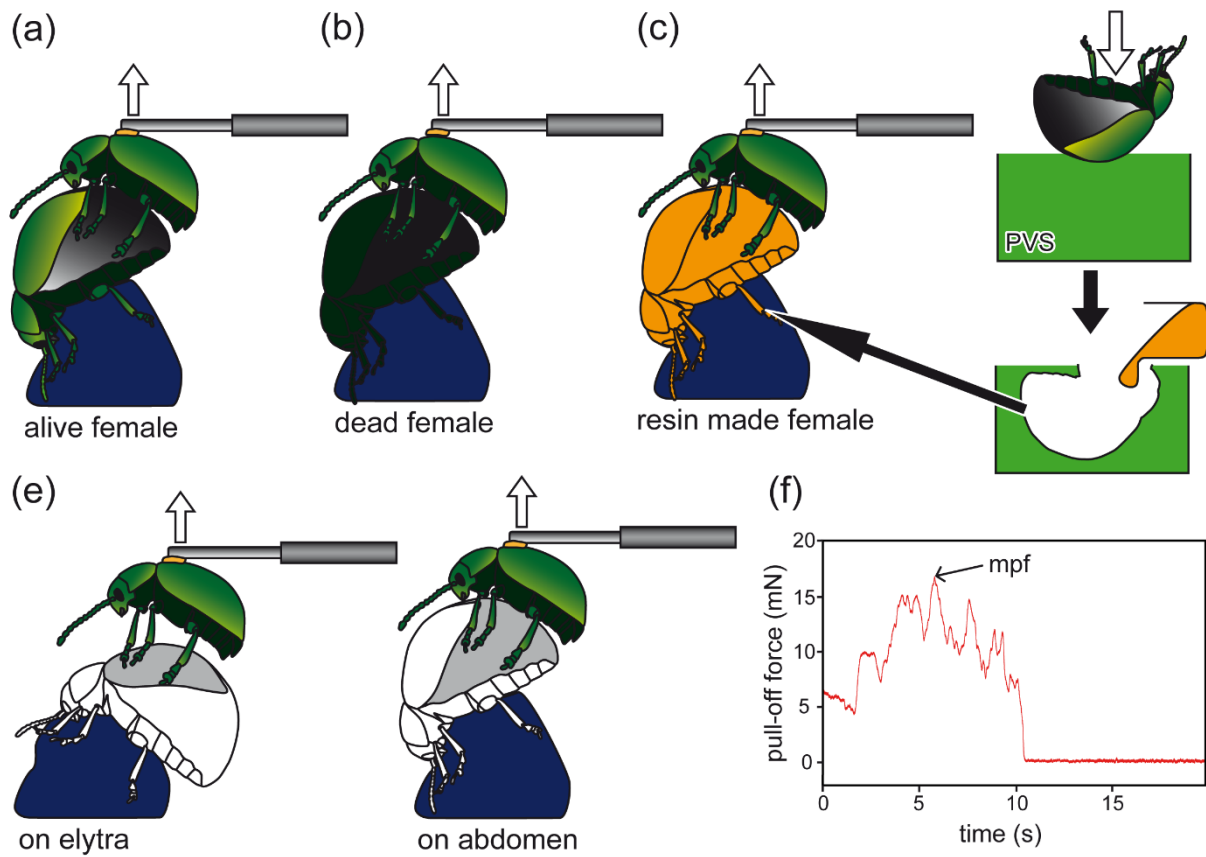 (a)
(b)
(c)
PVS
alive female
dead female
resin made female
(e)
(f)
on elytra
on abdomen
20
15
10
5
0
pull-off force (mN)
mpf
0
5
10
15
time (s)